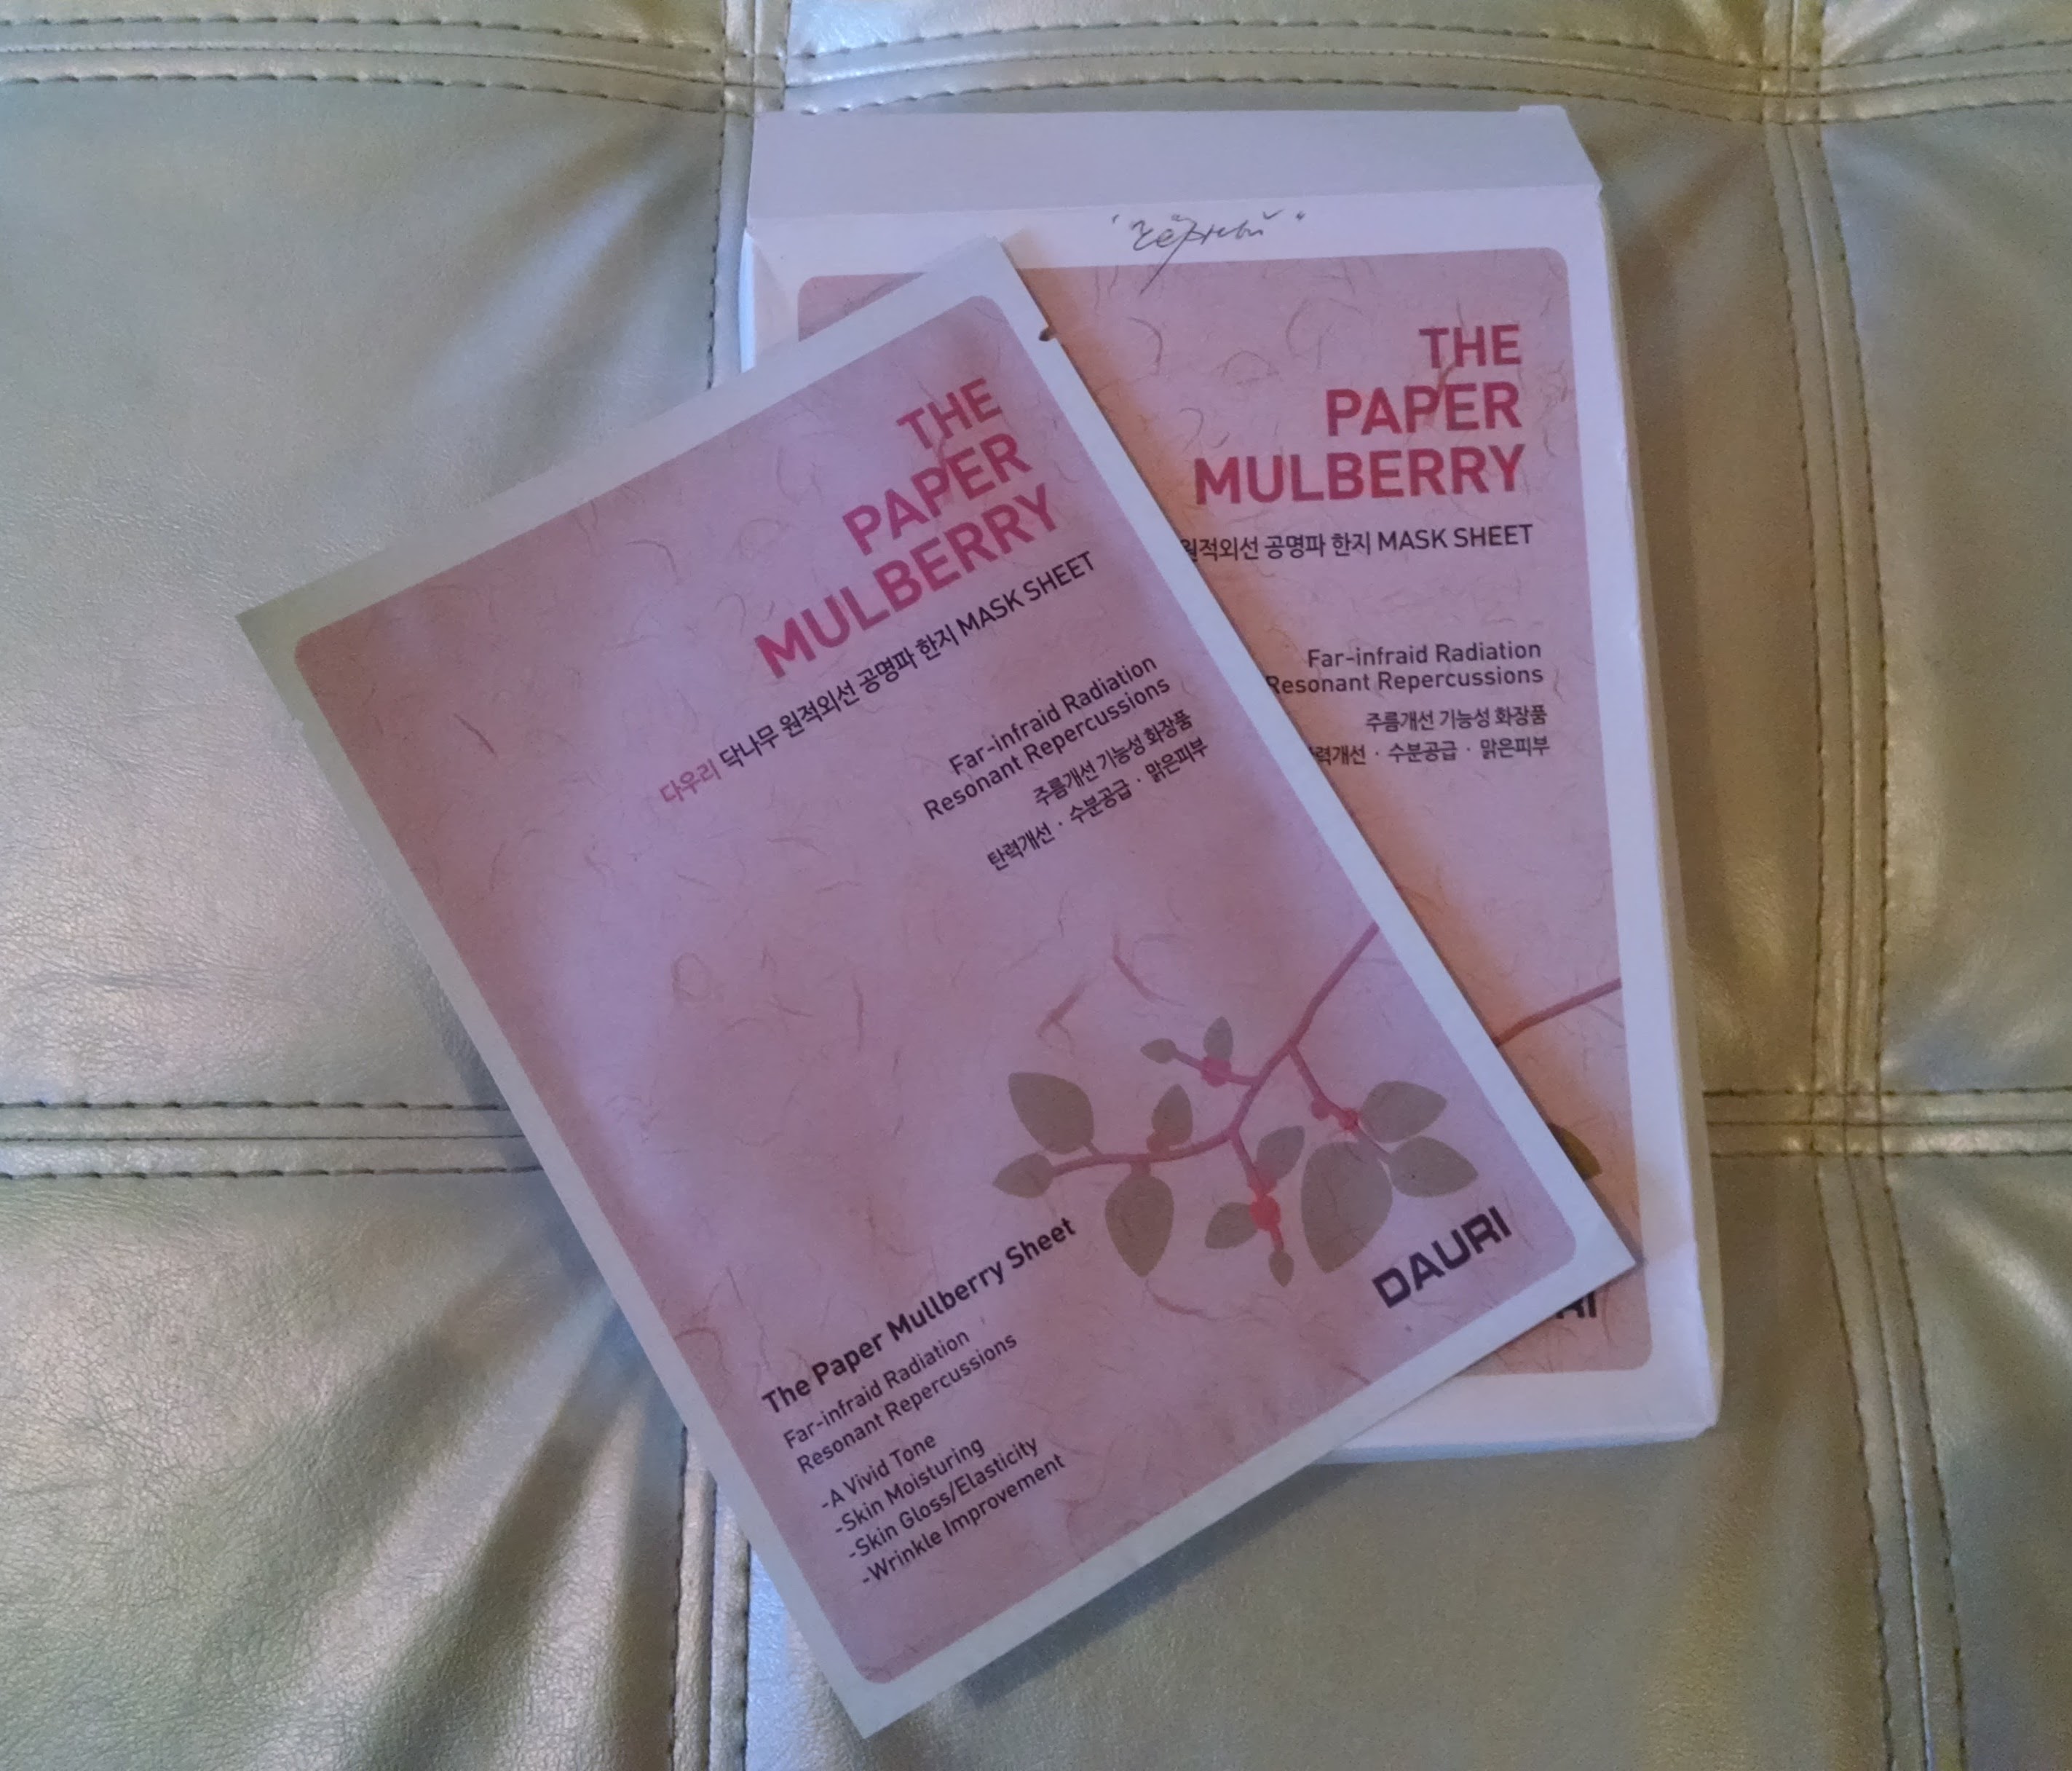 THE
PAPER
MULBERRY
다우리 닥나무 원적외선 공명파 한지 MASK SHEET
Far-infraid Radiation
Resonant Repercussions
주름개선 기능성 화장품
탄력개선 · 수분공급 · 맑은피부
The Paper Mullberry Sheet
Far-infraid Radiation
Resonant Repercussions
-A Vivid Tone
-Skin Moisturing
-Skin Gloss/Elasticity
-Wrinkle Improvement
DAURI
THE
PAPER
MULBERRY
원적외선 공명파 한지 MASK SHEET
Far-infraid Radiation
Resonant Repercussions
주름개선 기능성 화장품
력개선 · 수분공급 · 맑은피부
RI